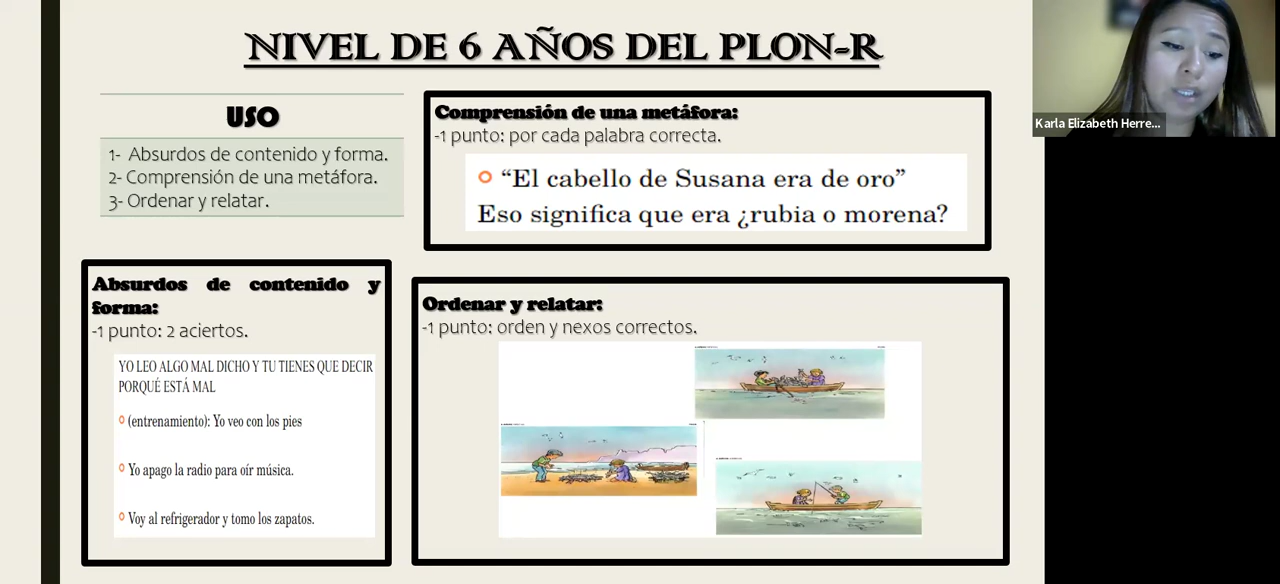 NIVEL DE 6 AÑOS DEL PLON-R
USO
1- Absurdos de contenido y forma.
2- Comprensión de una metáfora.
3- Ordenar y relatar.
Comprensión de una metáfora:
-1 punto: por cada palabra correcta.
“El cabello de Susana era de oro”
Eso significa que era ¿rubia o morena?
Karla Elizabeth Herre...
Absurdos de contenido y
forma:
-1 punto: 2 aciertos.
YO LEO ALGO MAL DICHO Y TU TIENES QUE DECIR
PORQUÉ ESTÁ MAL
(entrenamiento): Yo veo con los pies
Yo apago la radio para oír música.
Voy al refrigerador y tomo los zapatos.
Ordenar y relatar:
-1 punto: orden y nexos correctos.